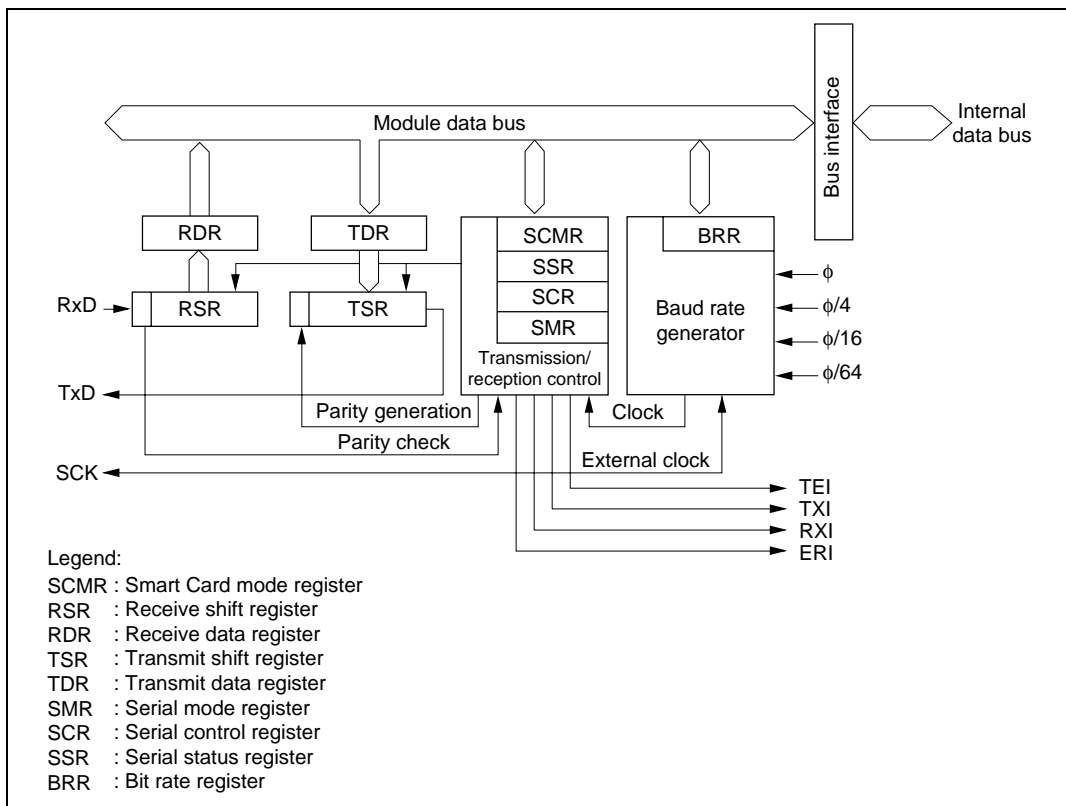 Bus interface
Internal
data bus
Module data bus
RDR
TDR
SCMR
BRR
SSR
SCR
SMR
RxD
RSR
TSR
Baud rate
generator
ϕ
ϕ/4
ϕ/16
ϕ/64
Transmission/
reception control
TxD
Parity generation
Clock
Parity check
External clock
SCK
TEI
TXI
RXI
ERI
Legend:
SCMR : Smart Card mode register
RSR : Receive shift register
RDR : Receive data register
TSR : Transmit shift register
TDR : Transmit data register
SMR : Serial mode register
SCR : Serial control register
SSR : Serial status register
BRR : Bit rate register